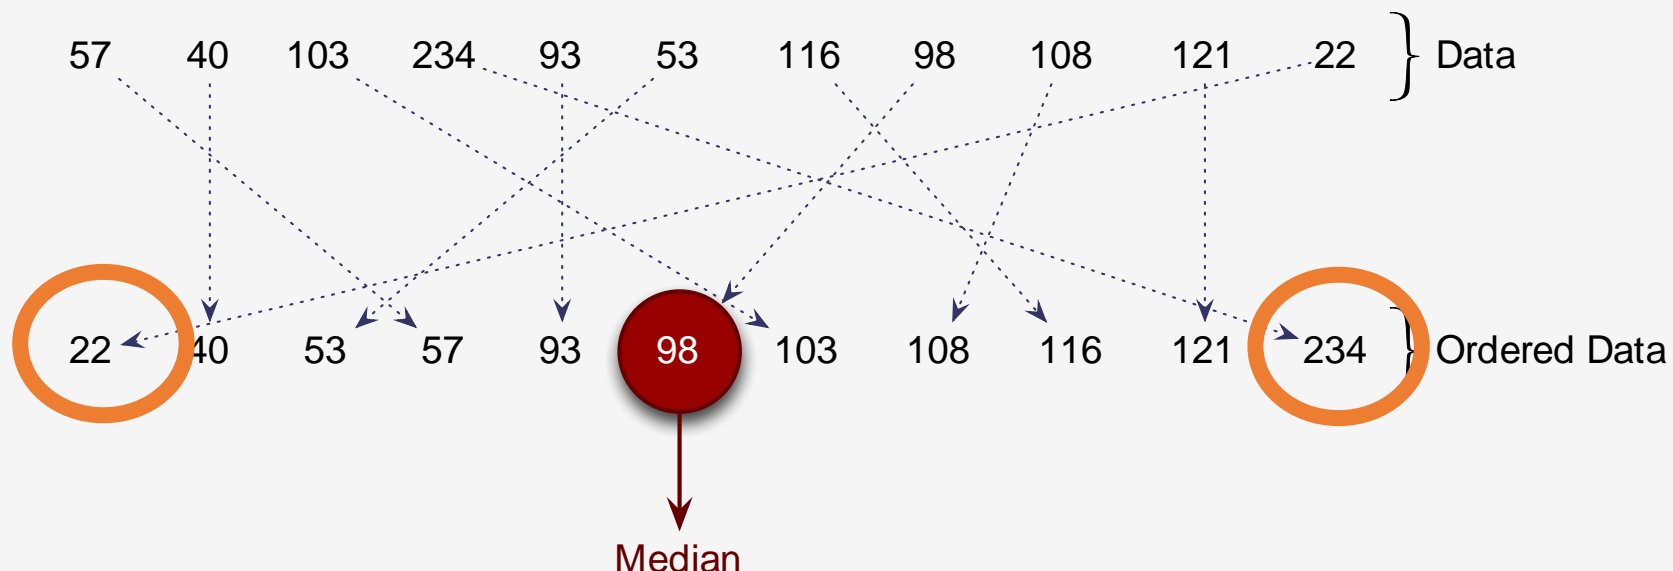 57 40 103 234 93 53 116 98 108 121 22 } Data
22 40 53 57 93 98 103 108 116 121 234 } Ordered Data
Median